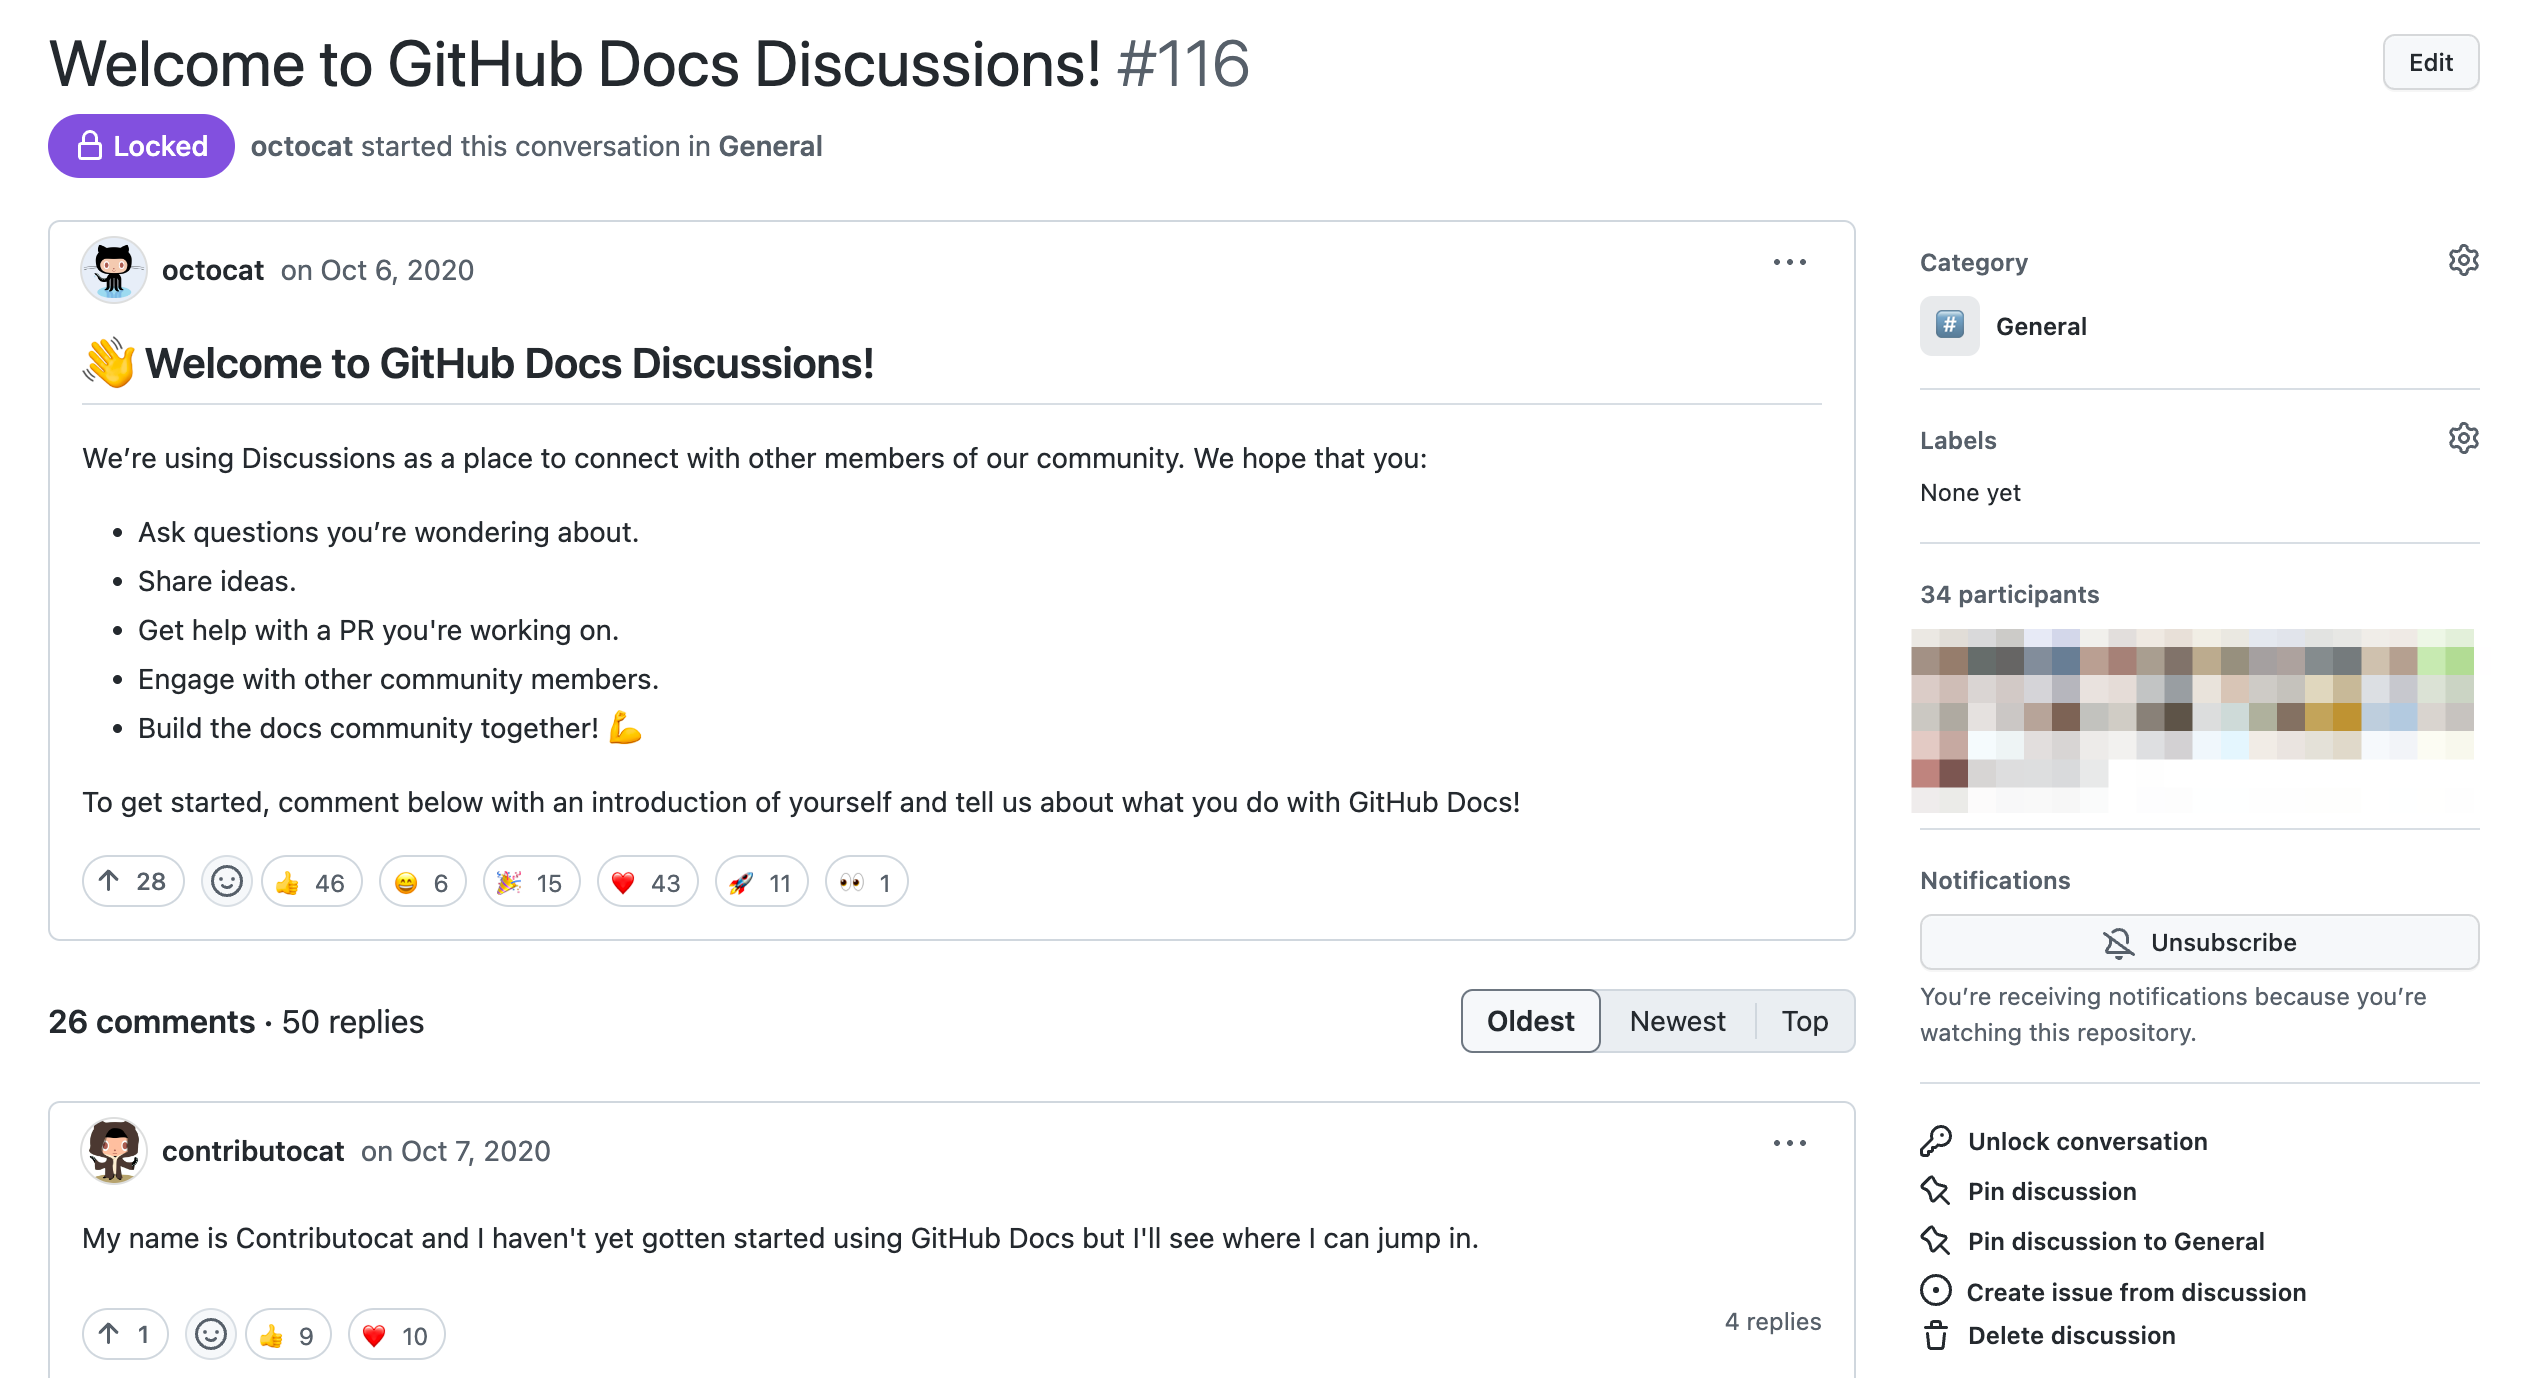 Welcome to GitHub Docs Discussions! #116
Edit
Locked
octocat started this conversation in General
octocat on Oct 6, 2020
👋 Welcome to GitHub Docs Discussions!
We’re using Discussions as a place to connect with other members of our community. We hope that you:
• Ask questions you’re wondering about.
• Share ideas.
• Get help with a PR you're working on.
• Engage with other community members.
• Build the docs community together! 💪
To get started, comment below with an introduction of yourself and tell us about what you do with GitHub Docs!
↑ 28 👍 46 😄 6 🎉 15 ❤️ 43 🚀 11 👀 1
26 comments · 50 replies
Oldest Newest Top
contributocat on Oct 7, 2020
My name is Contributocat and I haven't yet gotten started using GitHub Docs but I'll see where I can jump in.
↑ 1 👍 9 ❤️ 10
4 replies
Category
# General
Labels
None yet
34 participants
Notifications
Unsubscribe
You’re receiving notifications because you’re
watching this repository.
Unlock conversation
Pin discussion
Pin discussion to General
Create issue from discussion
Delete discussion